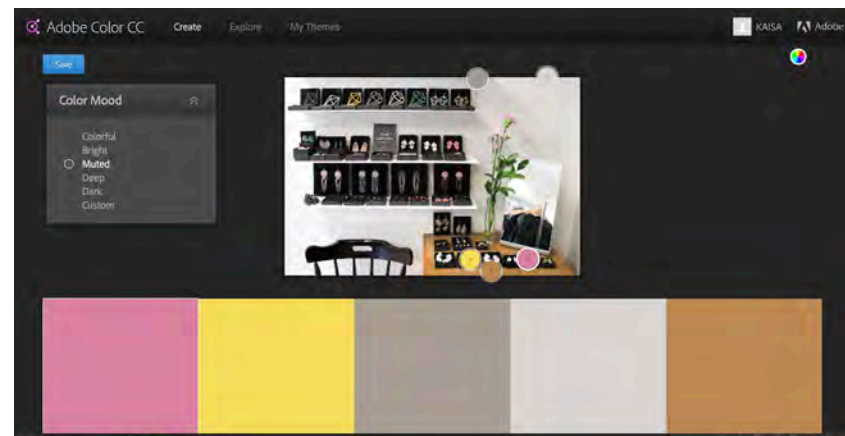 Adobe Color CC Create Explore My Themes KAISA Adobe
Save
Color Mood
Colorful
Bright
Muted
Deep
Dark
Custom